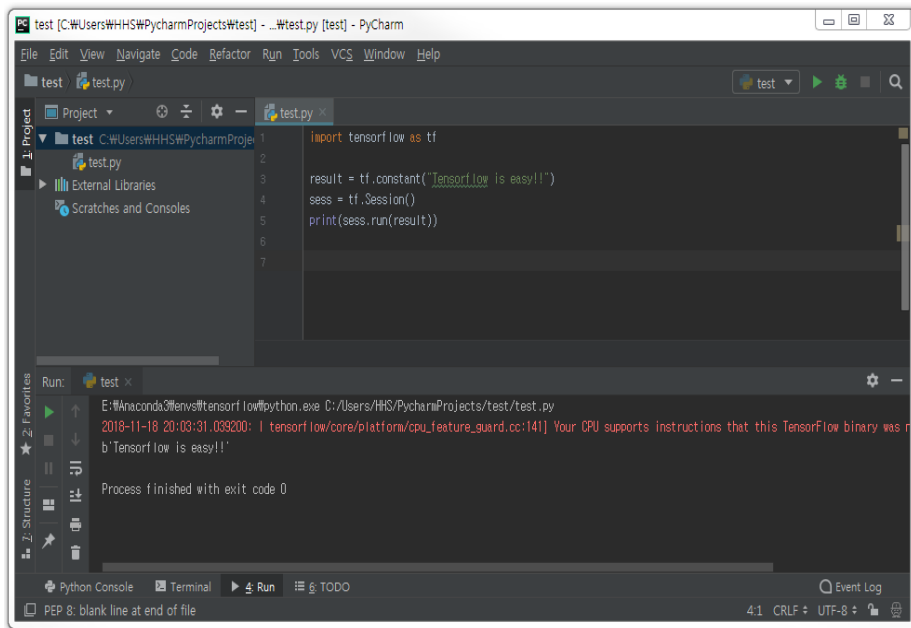 PC test [C:₩Users₩HHS₩PycharmProjects₩test] - ...₩test.py [test] - PyCharm
File Edit View Navigate Code Refactor Run Tools VCS Window Help
test test.py test
1: Project Project test.py
test C:₩Users₩HHS₩PycharmProje
test.py
External Libraries
Scratches and Consoles
1 import tensorflow as tf
2
3 result = tf.constant("Tensorflow is easy!!")
4 sess = tf.Session()
5 print(sess.run(result))
6
7
Run: test
E:₩Anaconda3₩envs₩tensorflow₩python.exe C:/Users/HHS/PycharmProjects/test/test.py
2018-11-18 20:03:31.039200: I tensorflow/core/platform/cpu_feature_guard.cc:141] Your CPU supports instructions that this TensorFlow binary was
b'Tensorflow is easy!!'
Process finished with exit code 0
2: Favorites
7: Structure
Python Console Terminal 4: Run 6: TODO Event Log
PEP 8: blank line at end of file 4:1 CRLF UTF-8